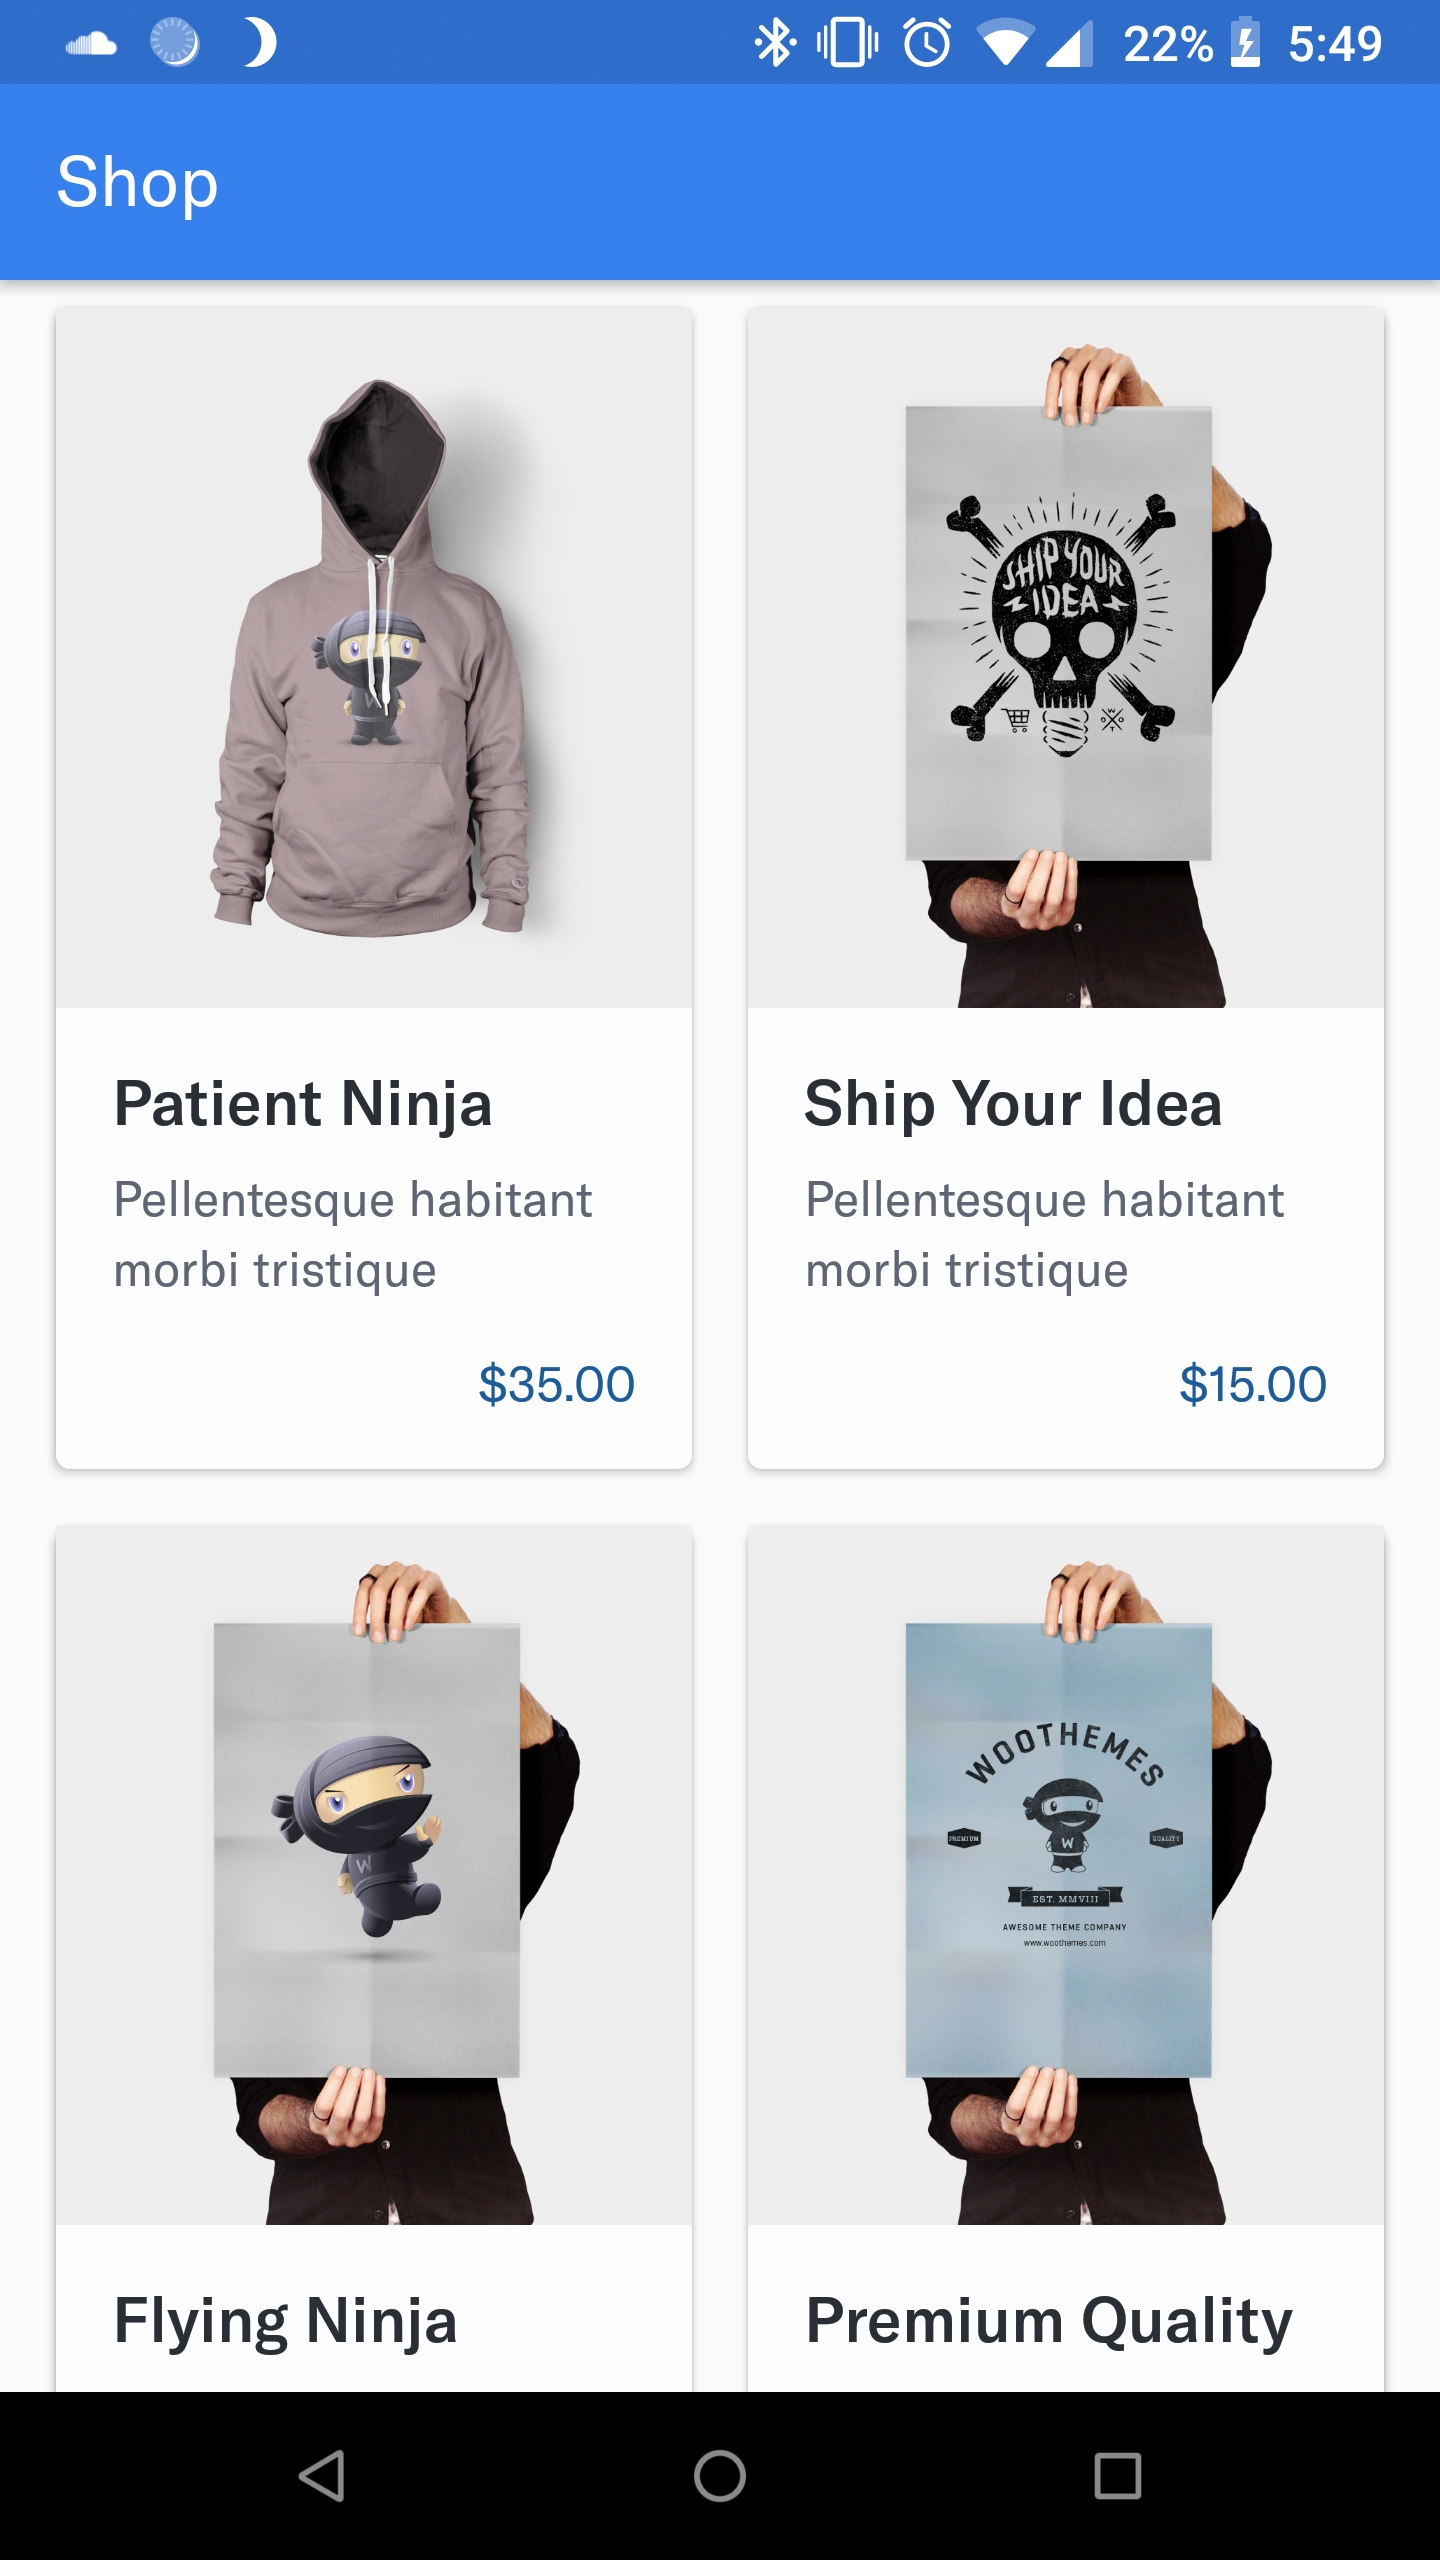 22% 5:49
Shop
SHIP YOUR
IDEA
W
Patient Ninja
Pellentesque habitant
morbi tristique
$35.00
Ship Your Idea
Pellentesque habitant
morbi tristique
$15.00
W
WOOTHEMES
W
PREMIUM
QUALITY
EST. MMVIII
AWESOME THEME COMPANY
www.woothemes.com
Flying Ninja
Premium Quality